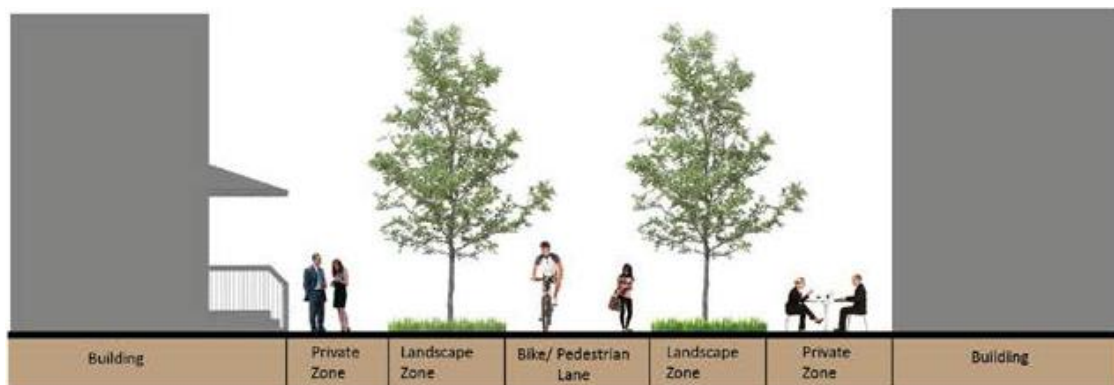 Building
Private
Zone
Landscape
Zone
Bike/ Pedestrian
Lane
Landscape
Zone
Private
Zone
Building